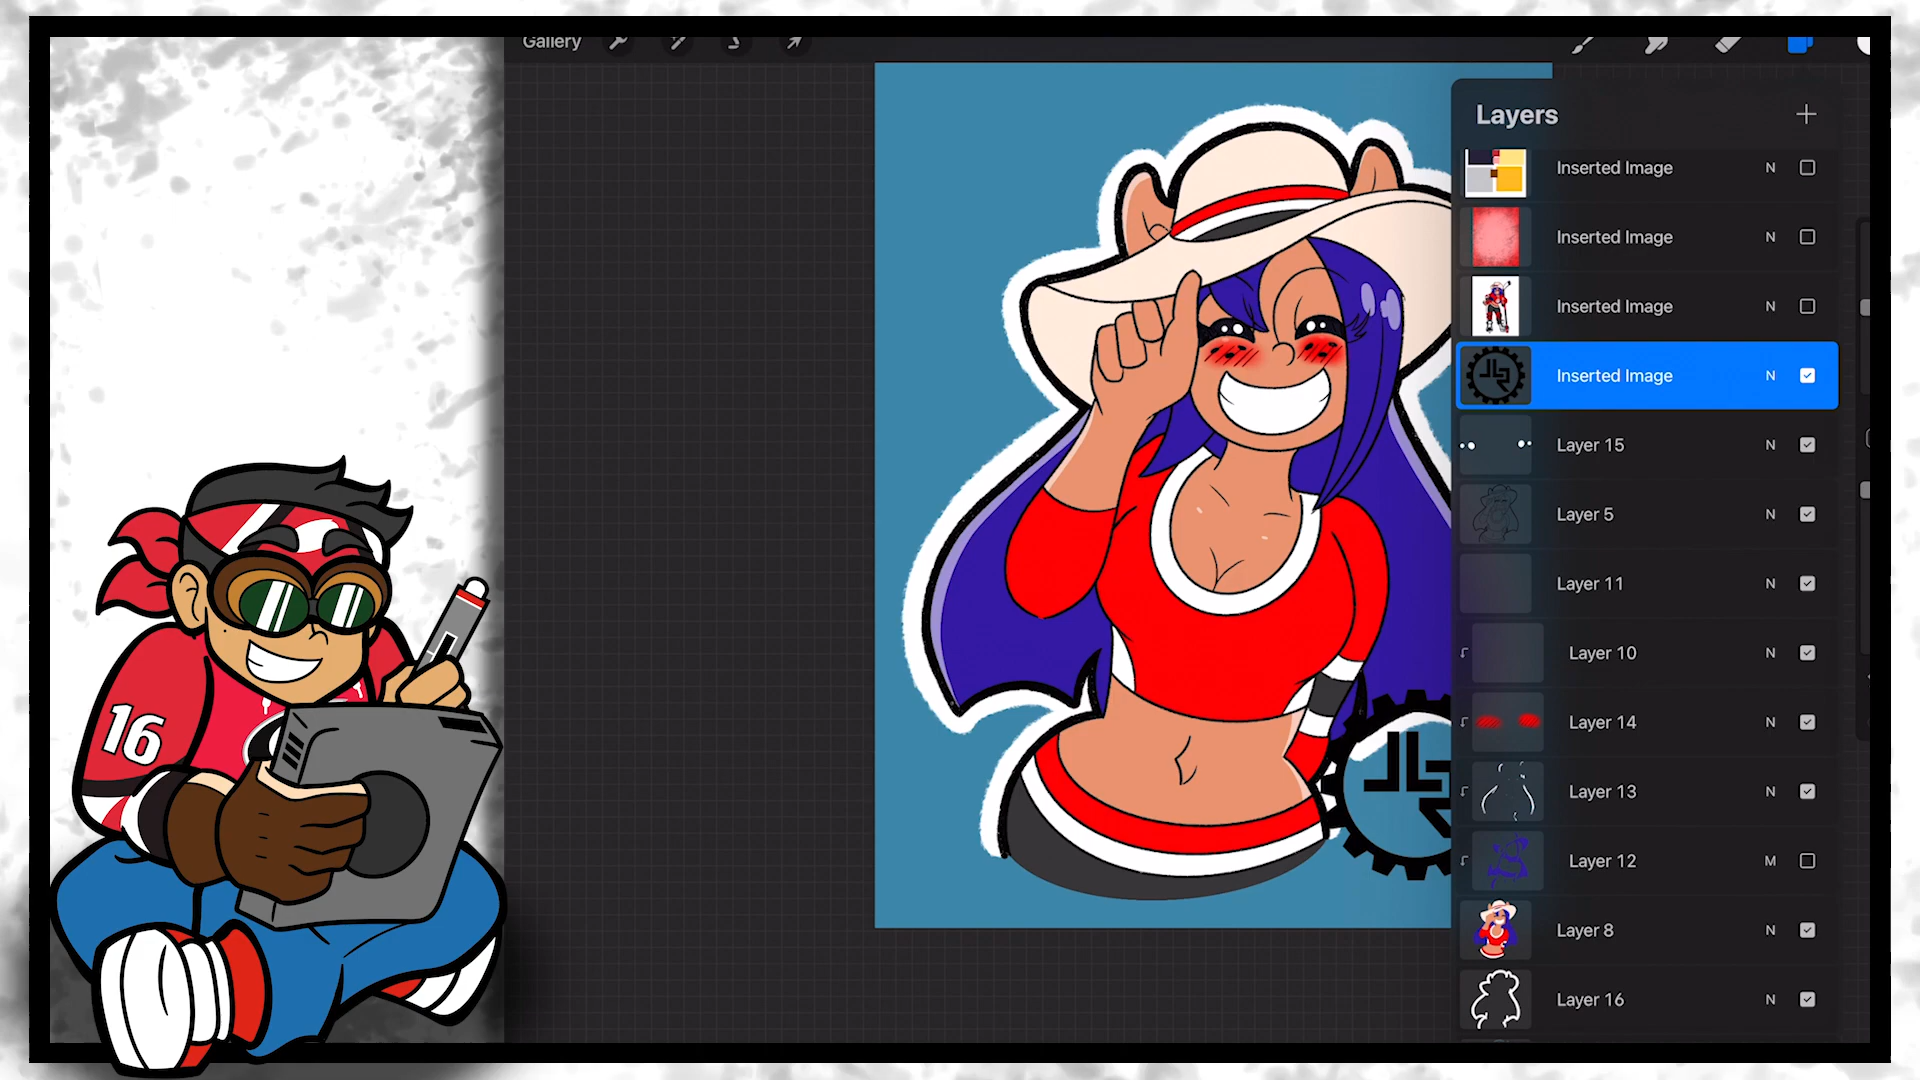 Gallery
Layers
Inserted Image N
Inserted Image N
Inserted Image N
Inserted Image N
Layer 15 N
Layer 5 N
Layer 11 N
Layer 10 N
Layer 14 N
Layer 13 N
Layer 12 M
Layer 8 N
Layer 16 N
16